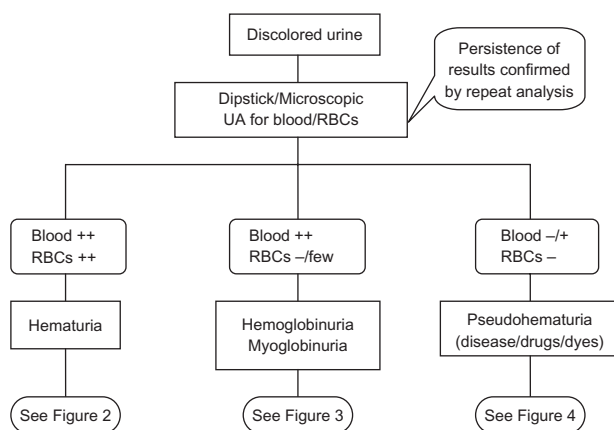 Discolored urine
Persistence of
results confirmed
by repeat analysis
Dipstick/Microscopic
UA for blood/RBCs
Blood ++
RBCs ++
Blood ++
RBCs –/few
Blood –/+
RBCs –
Hematuria
Hemoglobinuria
Myoglobinuria
Pseudohematuria
(disease/drugs/dyes)
See Figure 2
See Figure 3
See Figure 4